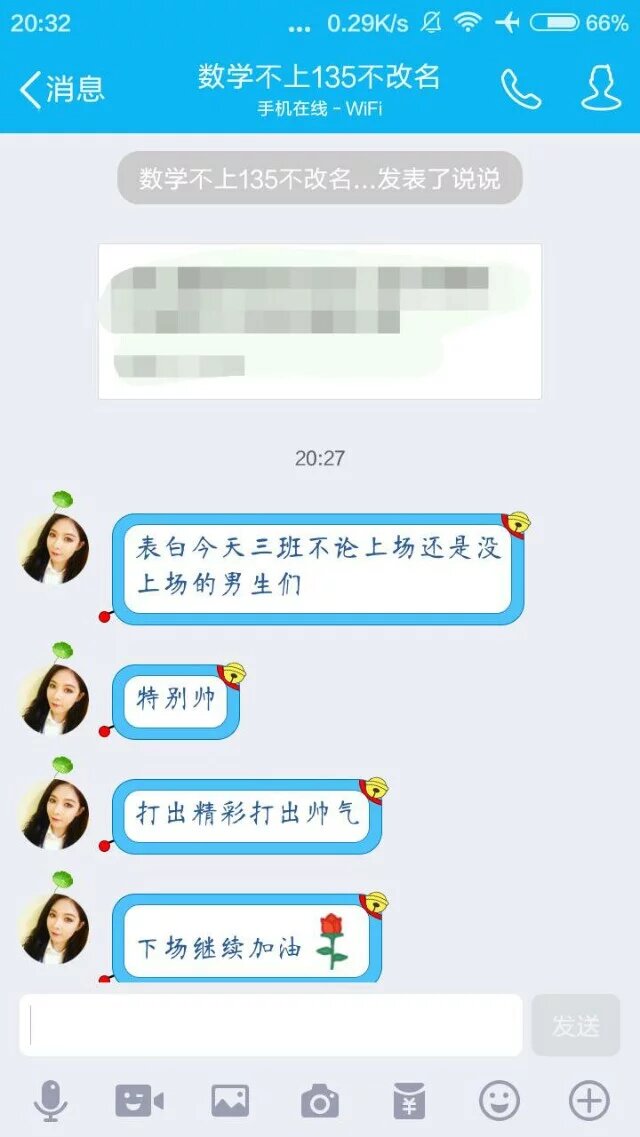 20:32
... 0.29K/s 66%
消息
数学不上135不改名
手机在线 - WiFi
数学不上135不改名...发表了说说
20:27
表白今天三班不论上场还是没
上场的男生们
特别帅
打出精彩打出帅气
下场继续加油
发送